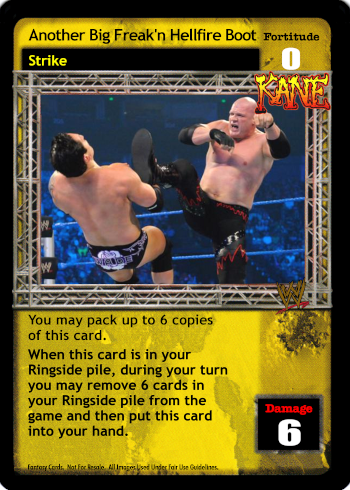 Another Big Freak'n Hellfire Boot
Fortitude
0
Strike
KANE
W
You may pack up to 6 copies
of this card.
When this card is in your
Ringside pile, during your turn
you may remove 6 cards in
your Ringside pile from the
game and then put this card
into your hand.
Damage
6
Fantasy Cards. Not For Resale. All Images Used Under Fair Use Guidelines.